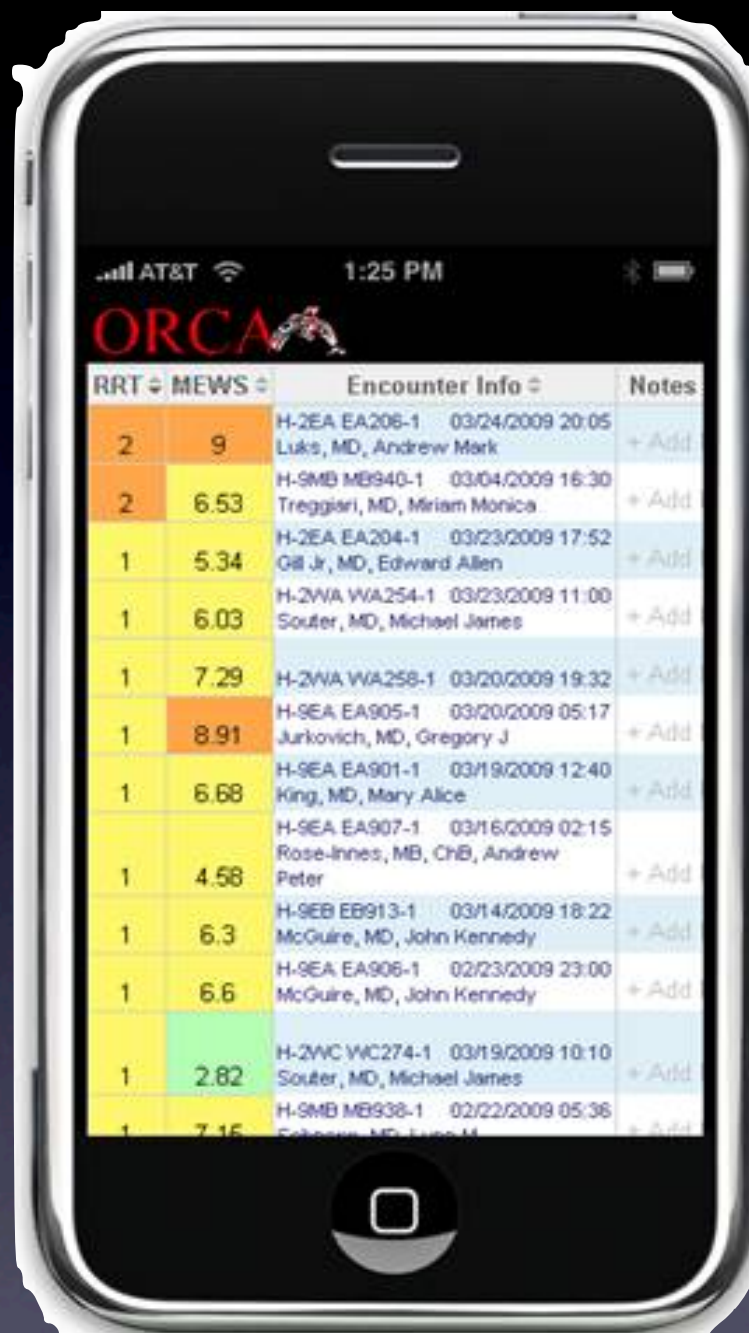 AT&T 1:25 PM
ORCA
RRT MEWS Encounter Info Notes
H-2EA EA206-1 03/24/2009 20:05
2 9 Luks, MD, Andrew Mark + Add
H-9MB MB940-1 03/04/2009 16:30
2 6.53 Treggiari, MD, Miriam Monica + Add
H-2EA EA204-1 03/23/2009 17:52
1 5.34 Gill Jr, MD, Edward Allen + Add
H-2WA WA254-1 03/23/2009 11:00
1 6.03 Souter, MD, Michael James + Add
1 7.29 H-2WA WA258-1 03/20/2009 19:32 + Add
H-9EA EA905-1 03/20/2009 05:17
1 8.91 Jurkovich, MD, Gregory J + Add
H-9EA EA901-1 03/19/2009 12:40
1 6.68 King, MD, Mary Alice + Add
H-9EA EA907-1 03/16/2009 02:15
Rose-Innes, MB, ChB, Andrew
1 4.58 Peter + Add
H-9EB EB913-1 03/14/2009 18:22
1 6.3 McGuire, MD, John Kennedy + Add
H-9EA EA906-1 02/23/2009 23:00
1 6.6 McGuire, MD, John Kennedy + Add
H-2WC WC274-1 03/19/2009 10:10
1 2.82 Souter, MD, Michael James + Add
H-9MB MB938-1 02/22/2009 05:36
1 7.16